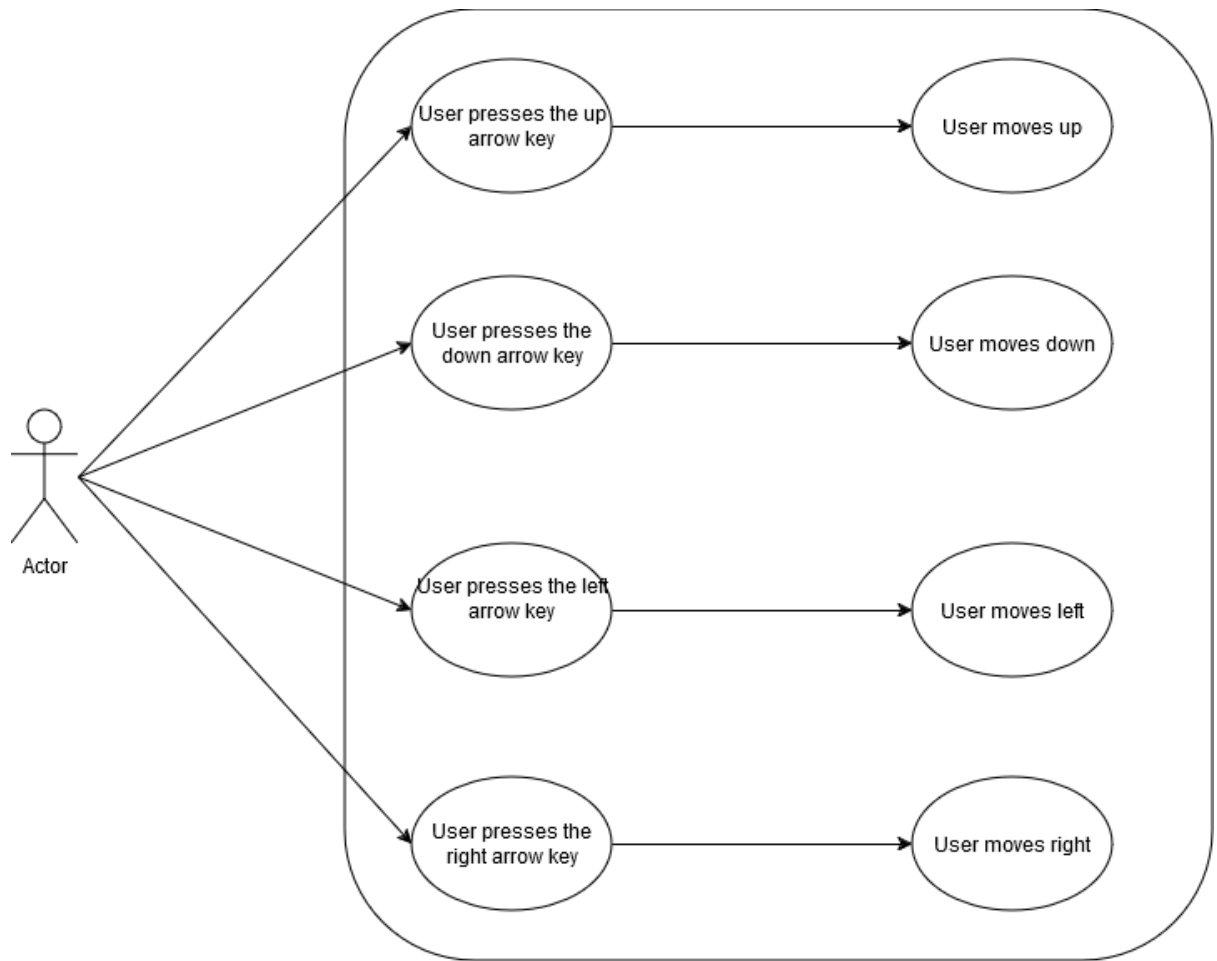 User presses the up
arrow key
User moves up
User presses the
down arrow key
User moves down
Actor
User presses the left
arrow key
User moves left
User presses the
right arrow key
User moves right